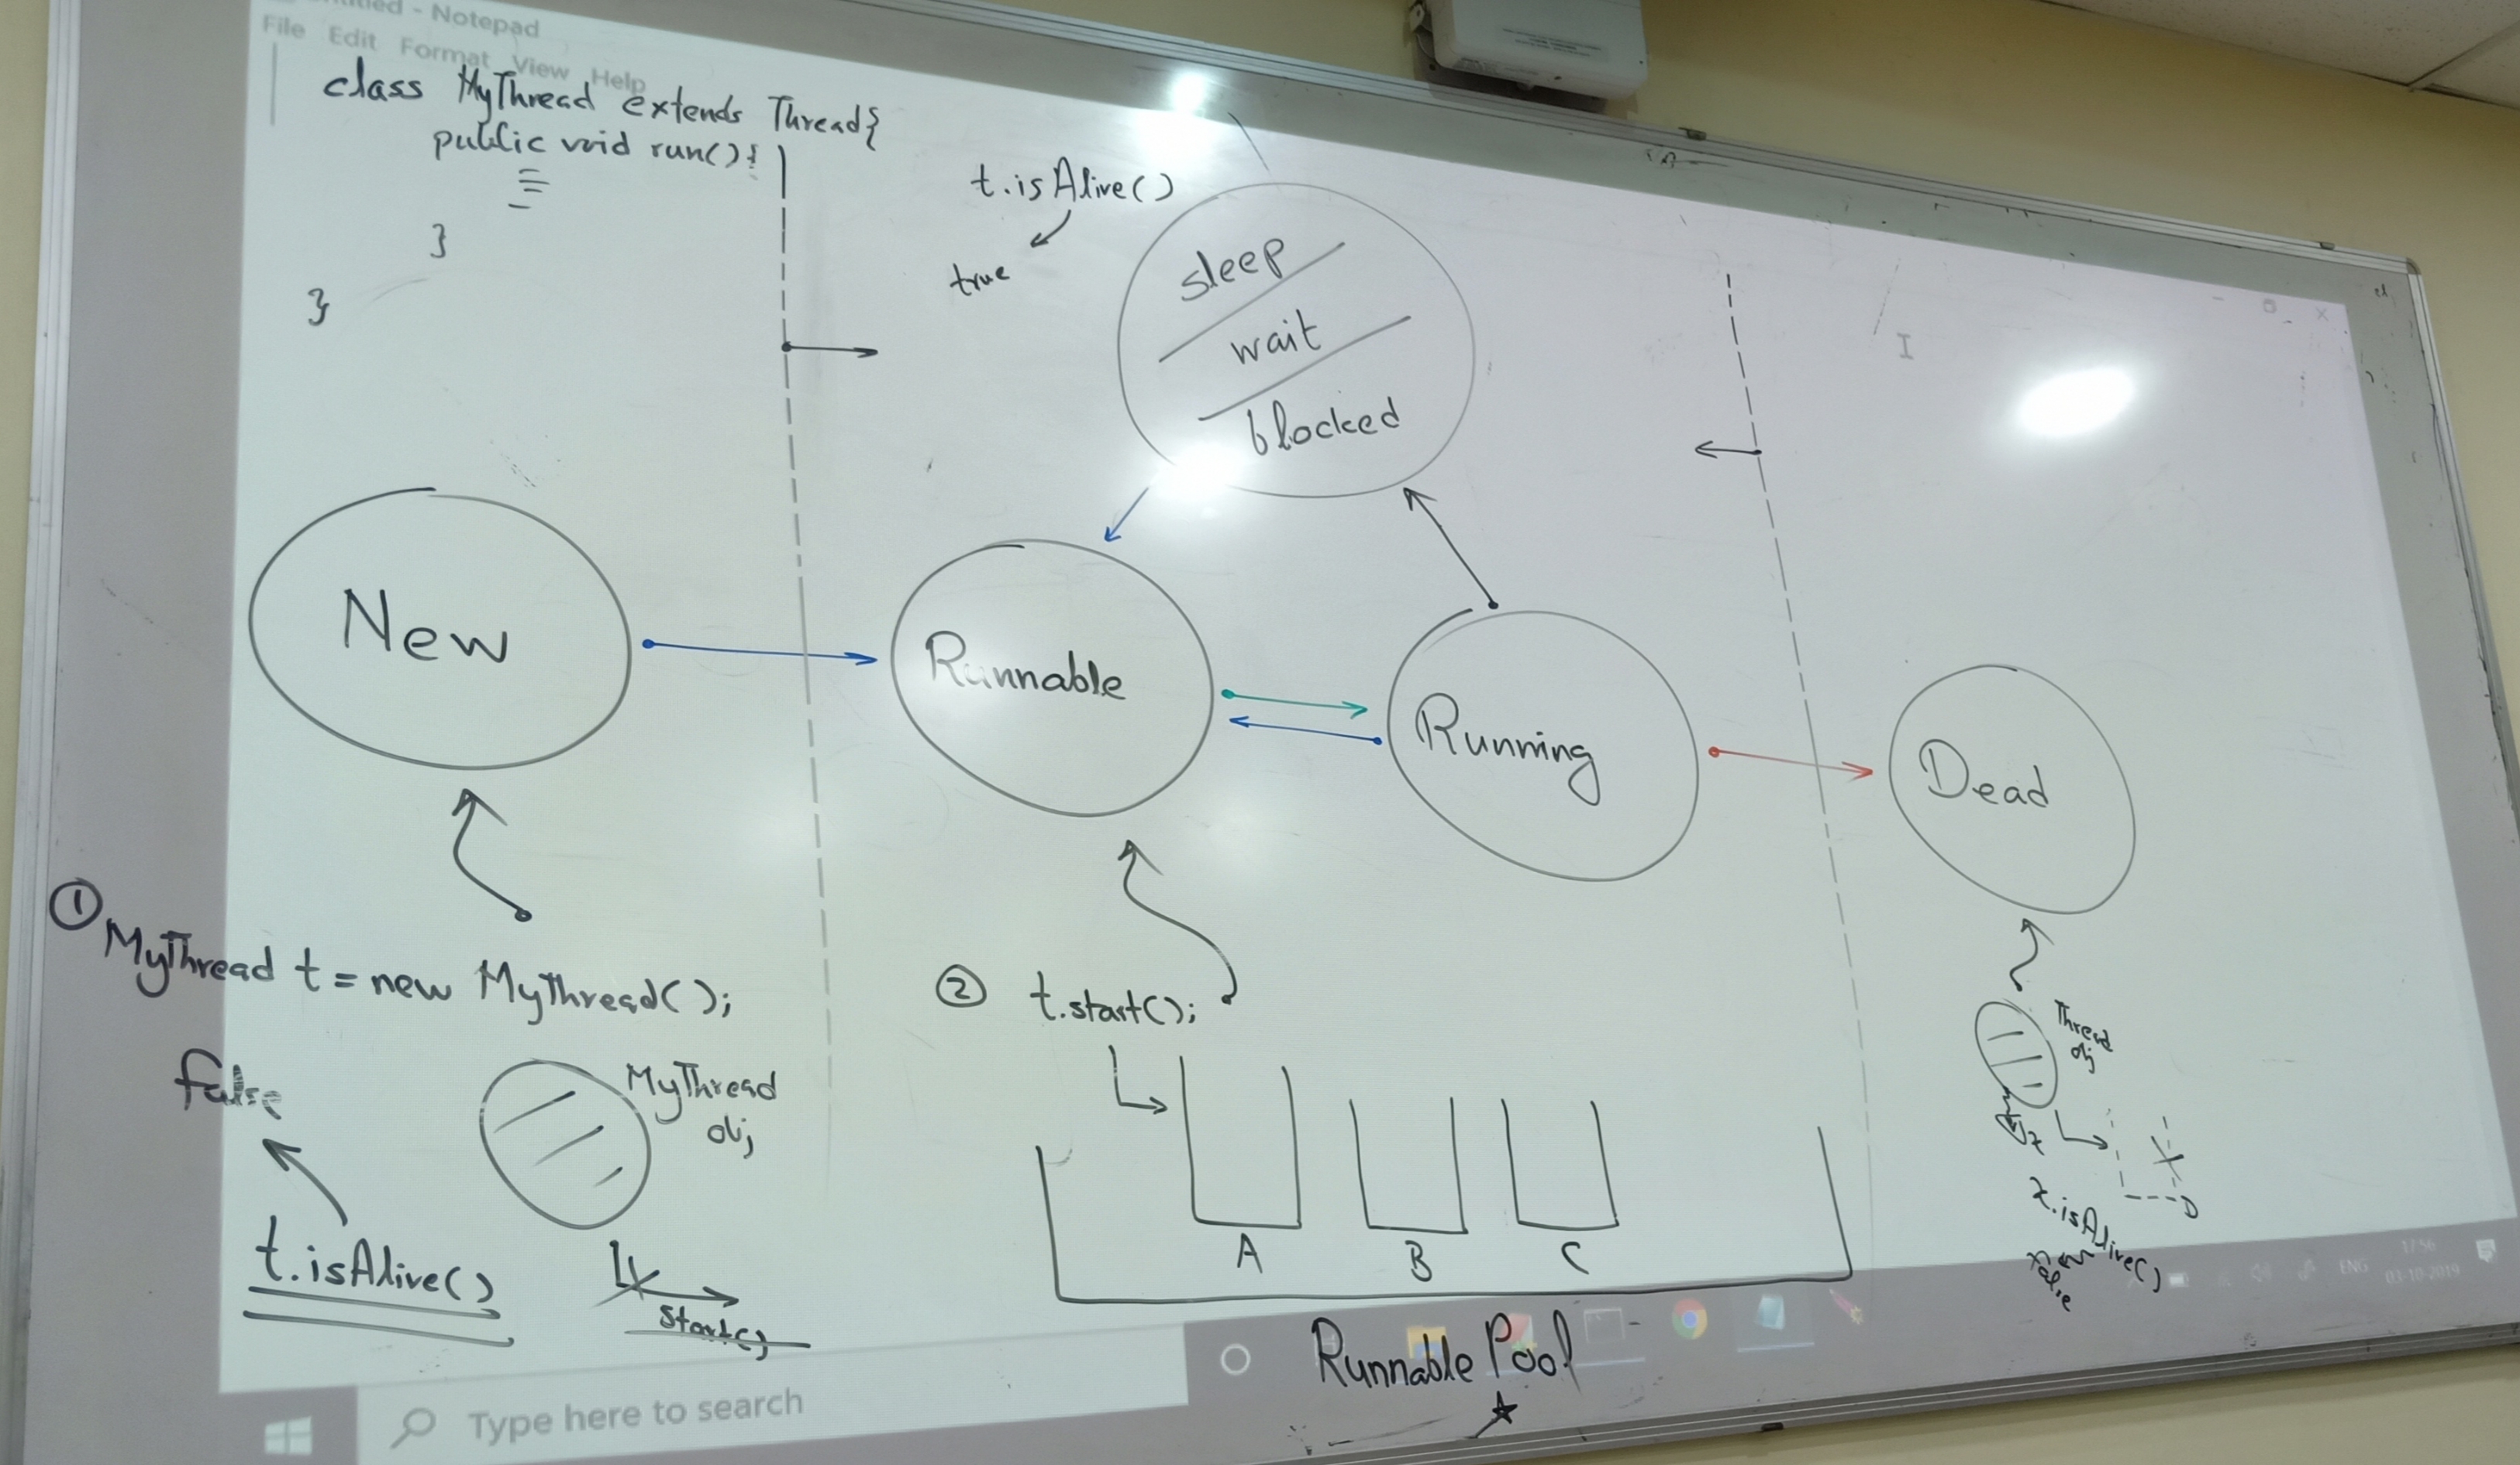 Untitled - Notepad
File Edit Format View Help
class MyThread extends Thread{
public void run(){
}
}
t.isAlive()
true
sleep
wait
blocked
New
Runnable
Running
Dead
① MyThread t = new MyThread();
② t.start();
false
MyThread
obj
t.isAlive()
start()
A
B
C
Runnable Pool
Thread
obj
t.isAlive()
false
Type here to search
ENG
17:56
03-10-2019